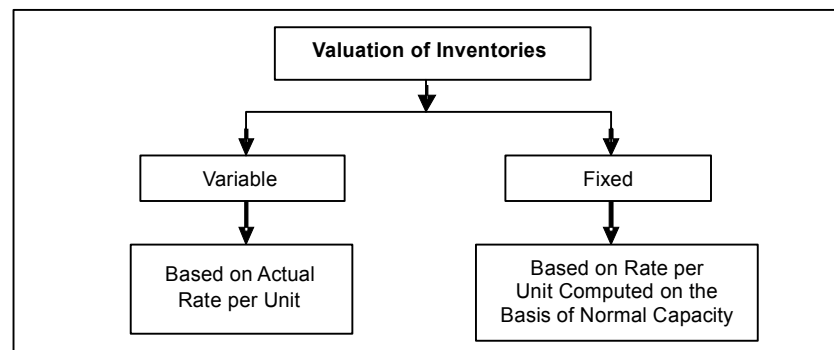 Valuation of Inventories
Variable
Fixed
Based on Actual
Rate per Unit
Based on Rate per
Unit Computed on the
Basis of Normal Capacity